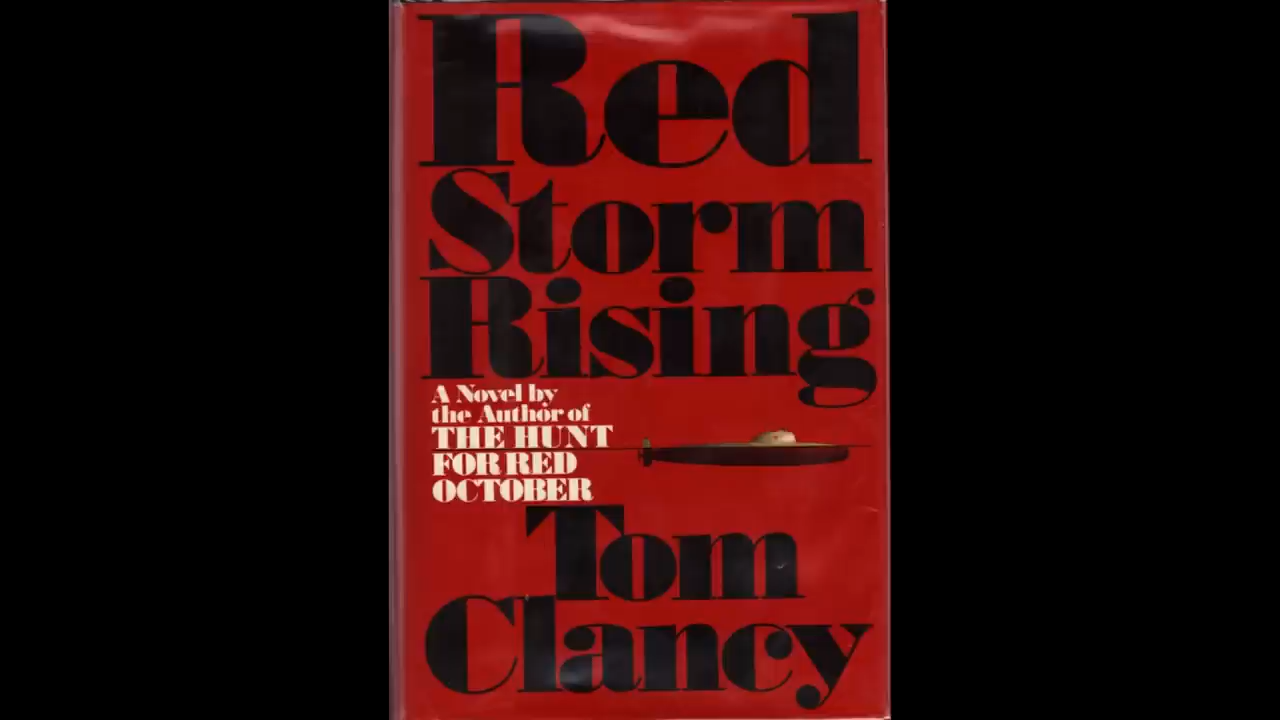 Red
Storm
Rising
A Novel by
the Author of
THE HUNT
FOR RED
OCTOBER
Tom
Clancy